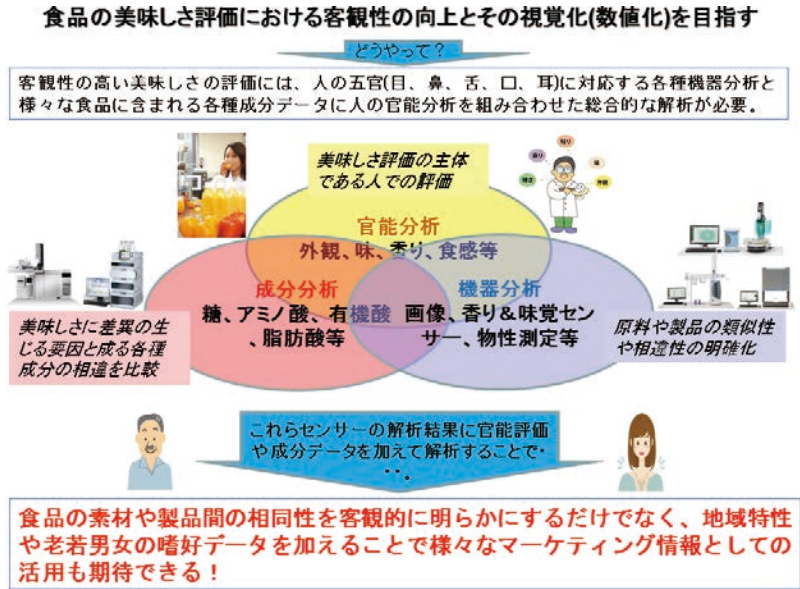 食品の美味しさ評価における客観性の向上とその視覚化(数値化)を目指す
どうやって？
客観性の高い美味しさの評価には、人の五官(目、鼻、舌、口、耳)に対応する各種機器分析と
様々な食品に含まれる各種成分データに人の官能分析を組み合わせた総合的な解析が必要。
美味しさ評価の主体
である人での評価
官能分析
外観、味、香り、食感等
成分分析
糖、アミノ酸、有機酸
、脂肪酸等
機器分析
画像、香り&味覚セン
サー、物性測定等
美味しさに差異の生
じる要因と成る各種
成分の相違を比較
原料や製品の類似性
や相違性の明確化
これらセンサーの解析結果に官能評価
や成分データを加えて解析することで・
・・。
食品の素材や製品間の相同性を客観的に明らかにするだけでなく、地域特性
や老若男女の嗜好データを加えることで様々なマーケティング情報としての
活用も期待できる！